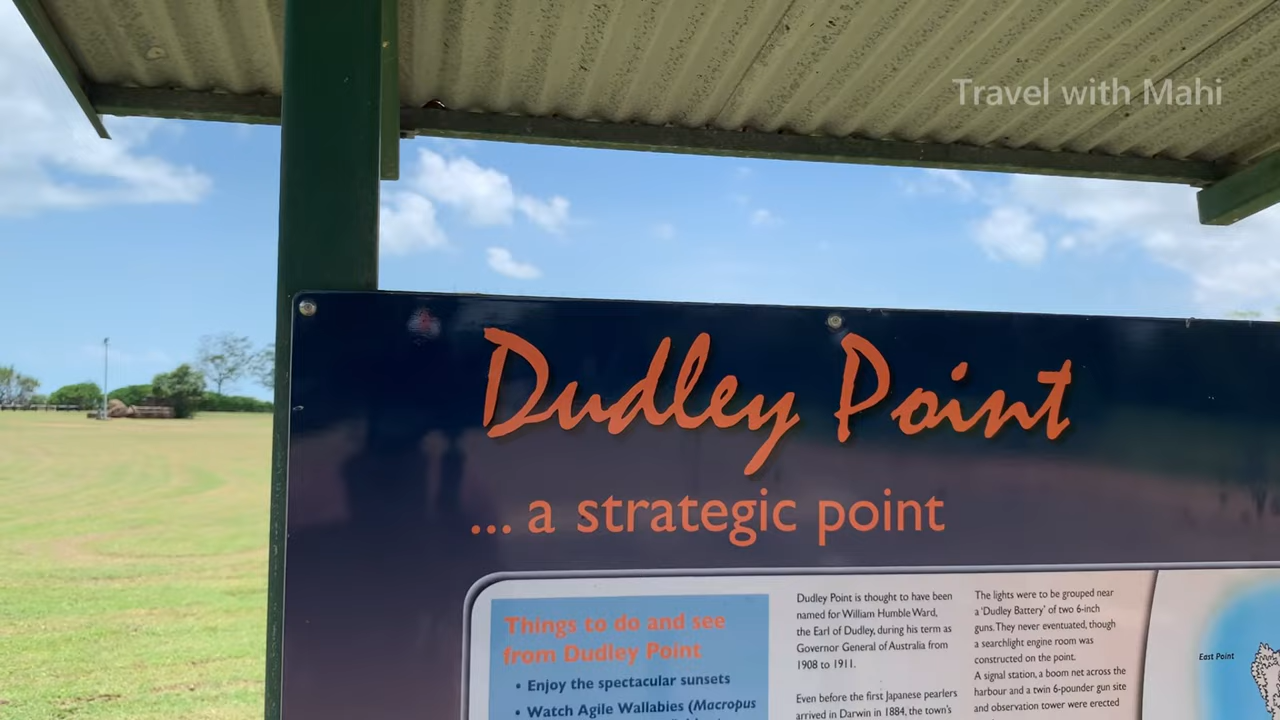 Travel with Mahi
Dudley Point
... a strategic point
Things to do and see
from Dudley Point
• Enjoy the spectacular sunsets
• Watch Agile Wallabies (Macropus
Dudley Point is thought to have been
named for William Humble Ward,
the Earl of Dudley, during his term as
Governor General of Australia from
1908 to 1911.
Even before the first Japanese pearlers
arrived in Darwin in 1884, the town's
The lights were to be grouped near
a 'Dudley Battery' of two 6-inch
guns. They never eventuated, though
a searchlight engine room was
constructed on the point.
A signal station, a boom net across the
harbour and a twin 6-pounder gun site
and observation tower were erected
East Point